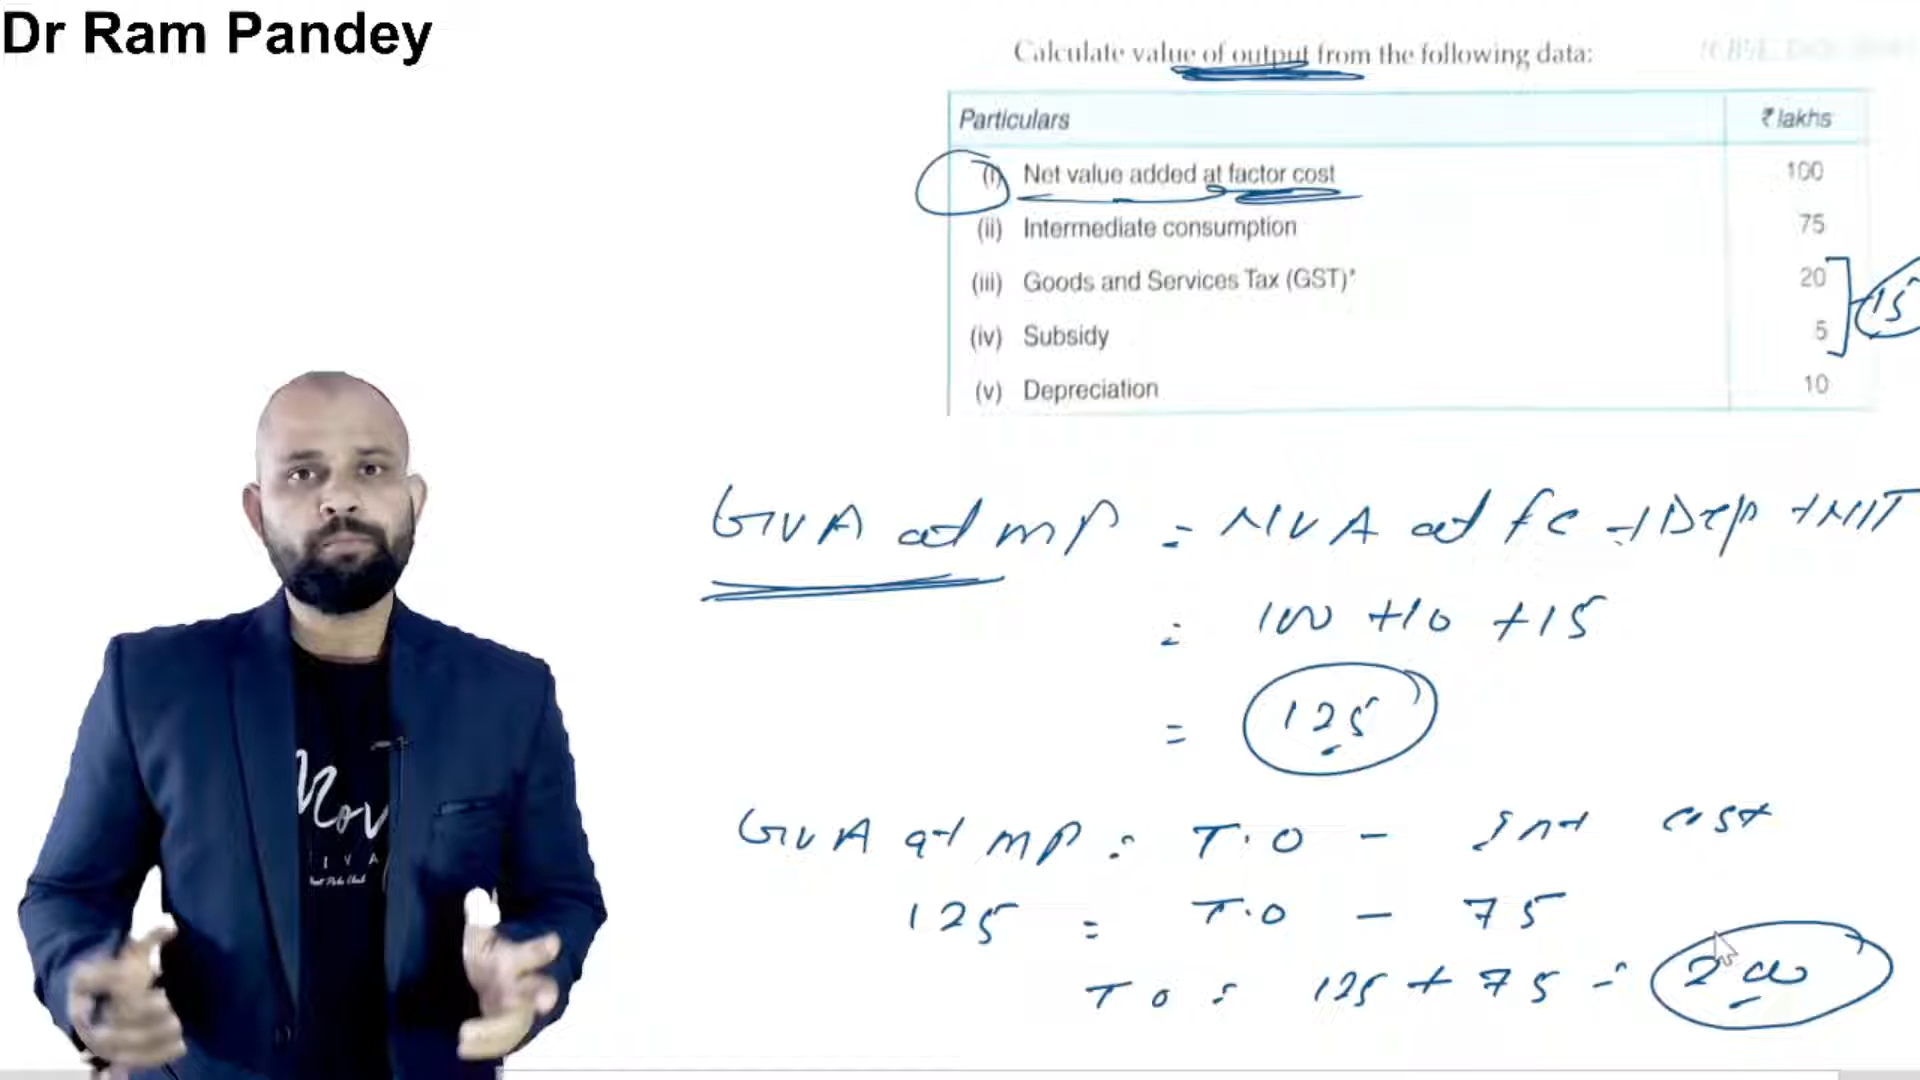 Dr Ram Pandey
Calculate value of output from the following data:
Particulars ₹ lakhs
(i) Net value added at factor cost 100
(ii) Intermediate consumption 75
(iii) Goods and Services Tax (GST)* 20
(iv) Subsidy 5
15
(v) Depreciation 10
GVA at MP = NVA at fc + Dep + NIT
= 100 + 10 + 15
= 125
GVA at MP = T.O - Int cost
125 = T.O - 75
TO = 125 + 75 = 200
Mov
IVA